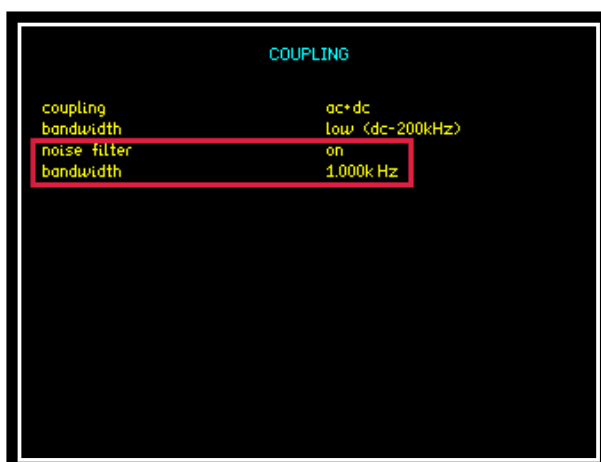 COUPLING
coupling ac+dc
bandwidth low (dc-200kHz)
noise filter on
bandwidth 1.000k Hz